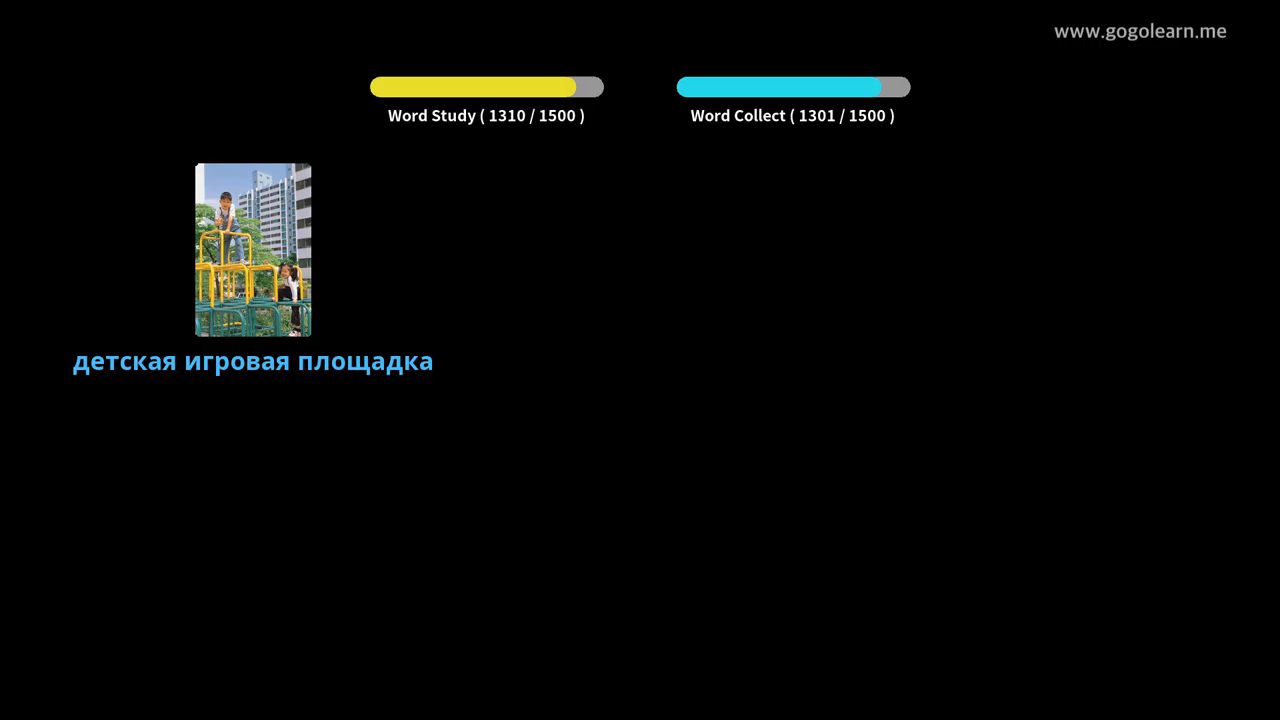 www.gogolearn.me
Word Study ( 1310 / 1500 )
Word Collect ( 1301 / 1500 )
детская игровая площадка